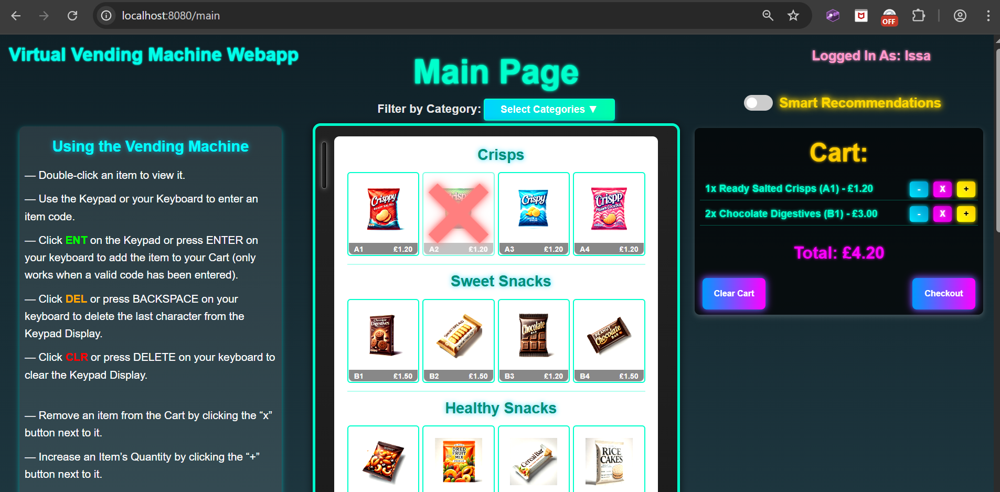 localhost:8080/main
OFF
Virtual Vending Machine Webapp
Main Page
Logged In As: Issa
Filter by Category:
Select Categories ▼
Smart Recommendations
Using the Vending Machine
— Double-click an item to view it.
— Use the Keypad or your Keyboard to enter an
item code.
— Click ENT on the Keypad or press ENTER on
your keyboard to add the item to your Cart (only
works when a valid code has been entered).
— Click DEL or press BACKSPACE on your
keyboard to delete the last character from the
Keypad Display.
— Click CLR or press DELETE on your keyboard to
clear the Keypad Display.
— Remove an item from the Cart by clicking the “x”
button next to it.
— Increase an Item’s Quantity by clicking the “+”
button next to it.
Crisps
Crisppy
READY SALTED
Crispy
Crispp
PRAWN COCKTAIL
A1 £1.20
A2 £1.20
A3 £1.20
A4 £1.20
Sweet Snacks
Chocolate
Digestives
SHORTBREAD
Chocolate
BAR
PEANUT
Chocolate
BAR
B1 £1.50
B2 £1.50
B3 £1.20
B4 £1.50
Healthy Snacks
DRED
FRUIT
MIX
Cereal Bar
RICE
CAKES
Cart:
1x Ready Salted Crisps (A1) - £1.20
- X +
2x Chocolate Digestives (B1) - £3.00
- X +
Total: £4.20
Clear Cart
Checkout